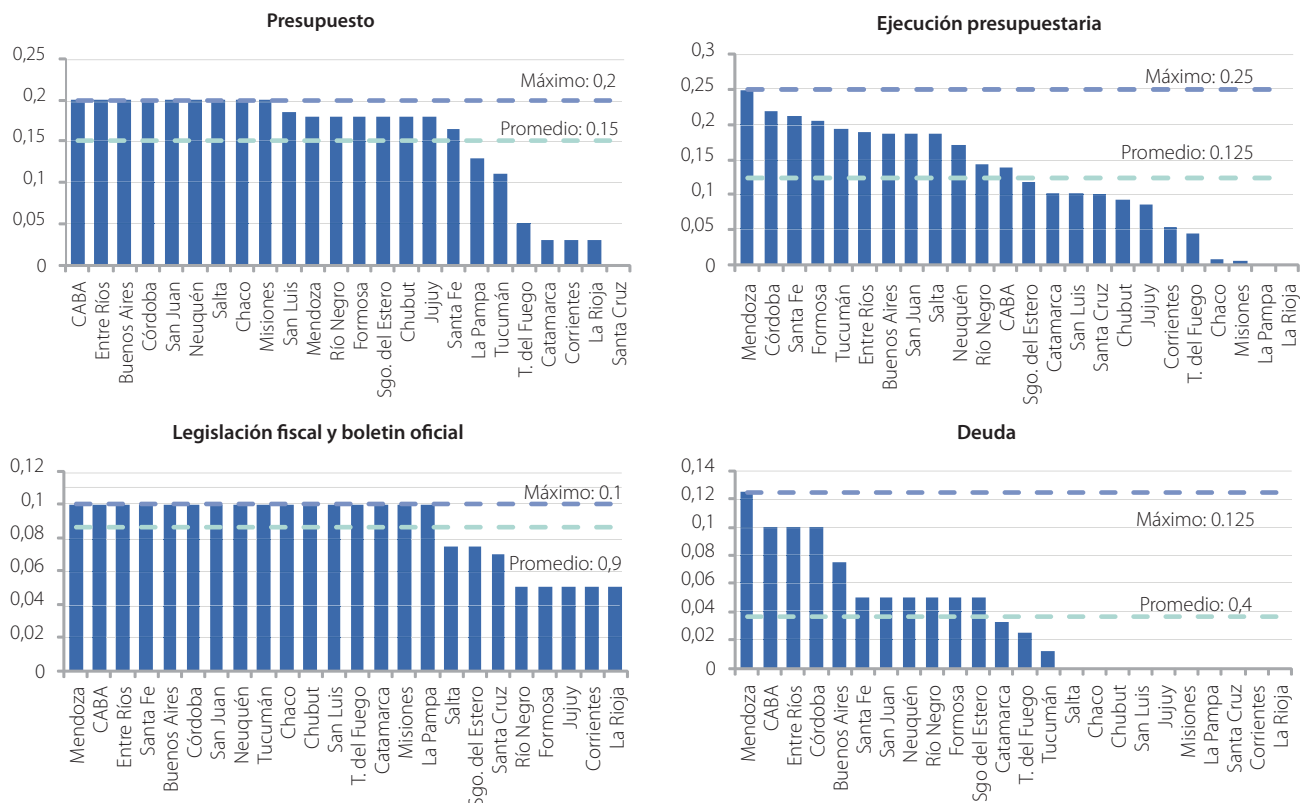 Presupuesto
0,25
0,2
0,15
0,1
0,05
0
Máximo: 0,2
Promedio: 0.15
CABA
Entre Ríos
Buenos Aires
Córdoba
San Juan
Neuquén
Salta
Chaco
Misiones
San Luis
Mendoza
Río Negro
Formosa
Sgo. del Estero
Chubut
Jujuy
Santa Fe
La Pampa
Tucumán
T. del Fuego
Catamarca
Corrientes
La Rioja
Santa Cruz
Ejecución presupuestaria
0,3
0,25
0,2
0,15
0,1
0,05
0
Máximo: 0.25
Promedio: 0.125
Mendoza
Córdoba
Santa Fe
Formosa
Tucumán
Entre Ríos
Buenos Aires
San Juan
Salta
Neuquén
Río Negro
CABA
Sgo. del Estero
Catamarca
San Luis
Santa Cruz
Chubut
Jujuy
Corrientes
T. del Fuego
Chaco
Misiones
La Pampa
La Rioja
Legislación fiscal y boletin oficial
0,12
0,1
0,08
0,06
0,04
0,02
0
Máximo: 0.1
Promedio: 0,9
Mendoza
CABA
Entre Ríos
Santa Fe
Buenos Aires
Córdoba
San Juan
Neuquén
Tucumán
Chaco
Chubut
San Luis
T. del Fuego
Catamarca
Misiones
La Pampa
Salta
Sgo. del Estero
Santa Cruz
Río Negro
Formosa
Jujuy
Corrientes
La Rioja
Deuda
0,14
0,12
0,1
0,08
0,06
0,04
0,02
0
Máximo: 0.125
Promedio: 0,4
Mendoza
CABA
Entre Ríos
Córdoba
Buenos Aires
Santa Fe
San Juan
Neuquén
Río Negro
Formosa
Sgo del Estero
Catamarca
T. del Fuego
Tucumán
Salta
Chaco
Chubut
San Luis
Jujuy
Misiones
La Pampa
Santa Cruz
Corrientes
La Rioja